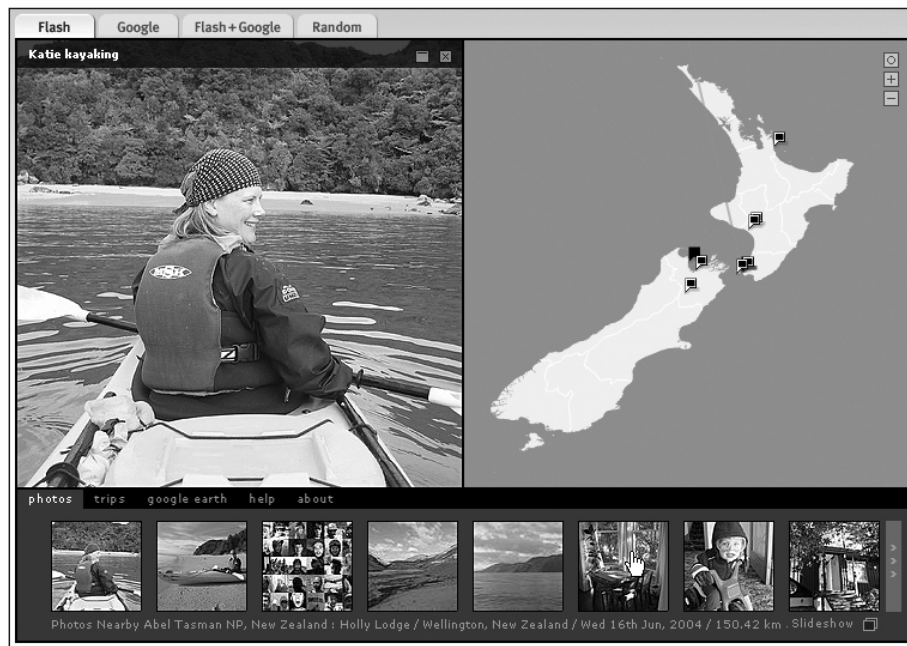 Flash Google Flash+Google Random
Katie kayaking
MSK
photos trips google earth help about
Photos Nearby Abel Tasman NP, New Zealand : Holly Lodge / Wellington, New Zealand / Wed 16th Jun, 2004 / 150.42 km . Slideshow